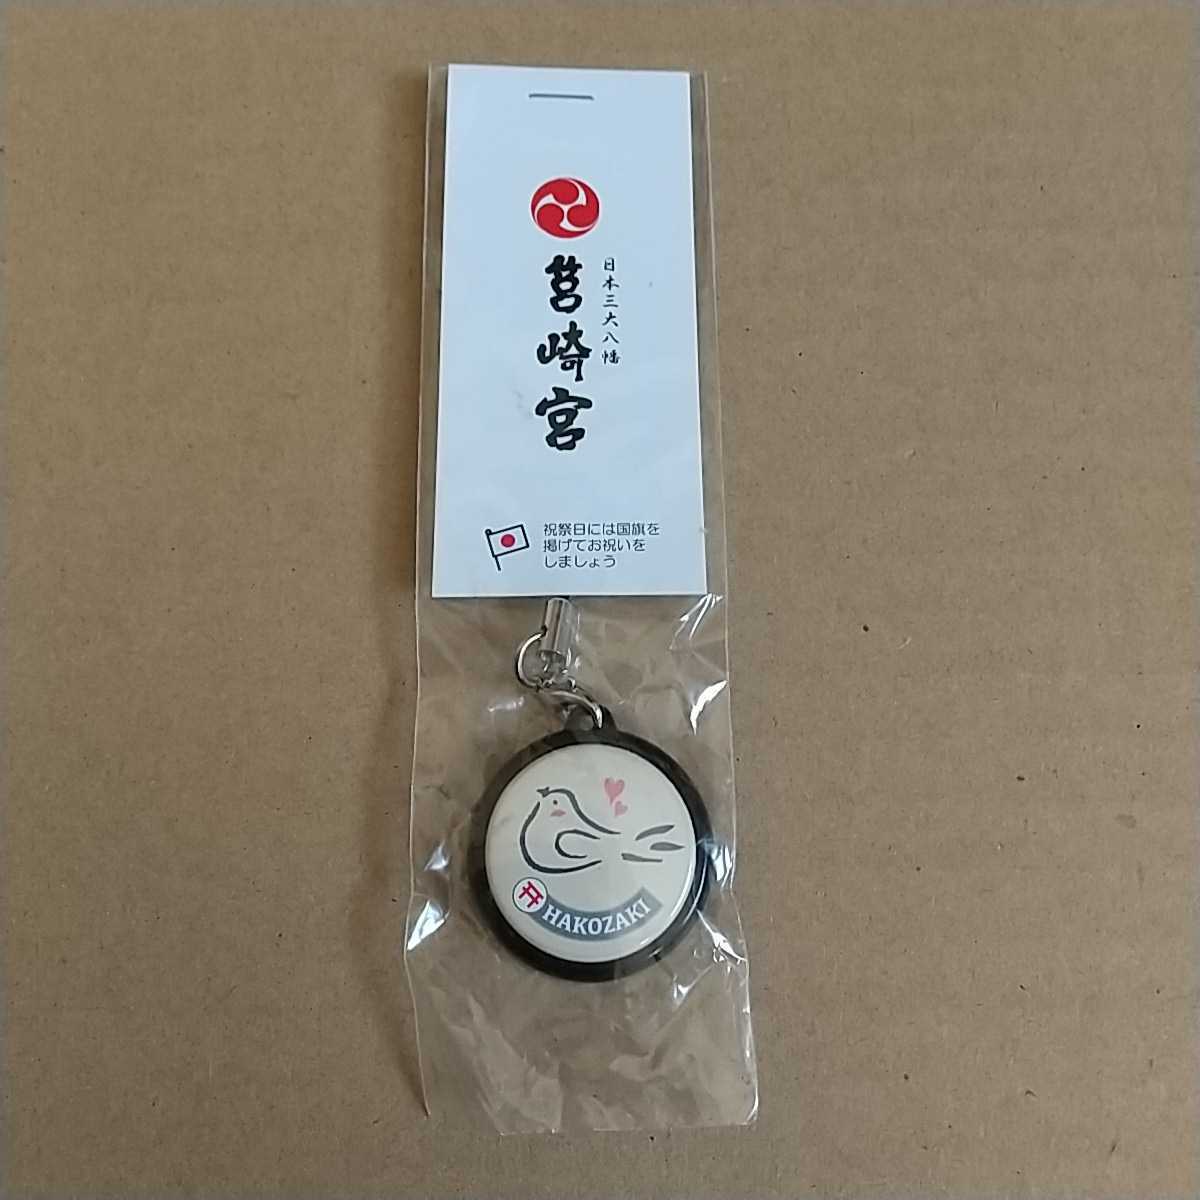 日本三大八幡
筥崎宮
祝祭日には国旗を
掲げてお祝いを
しましょう
HAKOZAKI